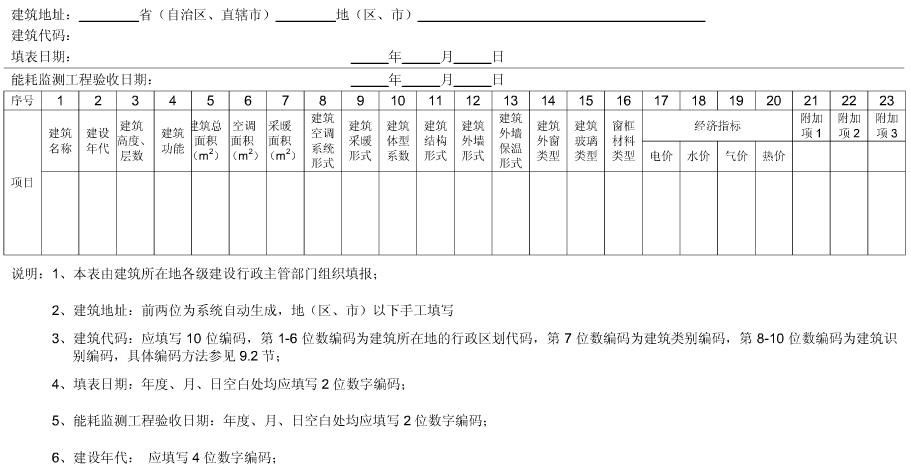 建筑地址：______省（自治区、直辖市）______地（区、市）______________________
建筑代码：
填表日期： ____年____月____日
能耗监测工程验收日期： ____年____月____日
序号 1 2 3 4 5 6 7 8 9 10 11 12 13 14 15 16 17 18 19 20 21 22 23
项目 建筑名称 建设年代 建筑高度、层数 建筑功能 建筑总面积（m²） 空调面积（m²） 采暖面积（m²） 建筑空调系统形式 建筑采暖形式 建筑体型系数 建筑结构形式 建筑外墙形式 建筑外墙保温形式 建筑外窗类型 建筑玻璃类型 窗框材料类型 经济指标 附加项1 附加项2 附加项3
电价 水价 气价 热价
说明：1、本表由建筑所在地各级建设行政主管部门组织填报；
2、建筑地址：前两位为系统自动生成，地（区、市）以下手工填写
3、建筑代码：应填写10位编码，第1-6位数编码为建筑所在地的行政区划代码，第7位数编码为建筑类别编码，第8-10位数编码为建筑识
别编码，具体编码方法参见9.2节；
4、填表日期：年度、月、日空白处均应填写2位数字编码；
5、能耗监测工程验收日期：年度、月、日空白处均应填写2位数字编码；
6、建设年代： 应填写4位数字编码；